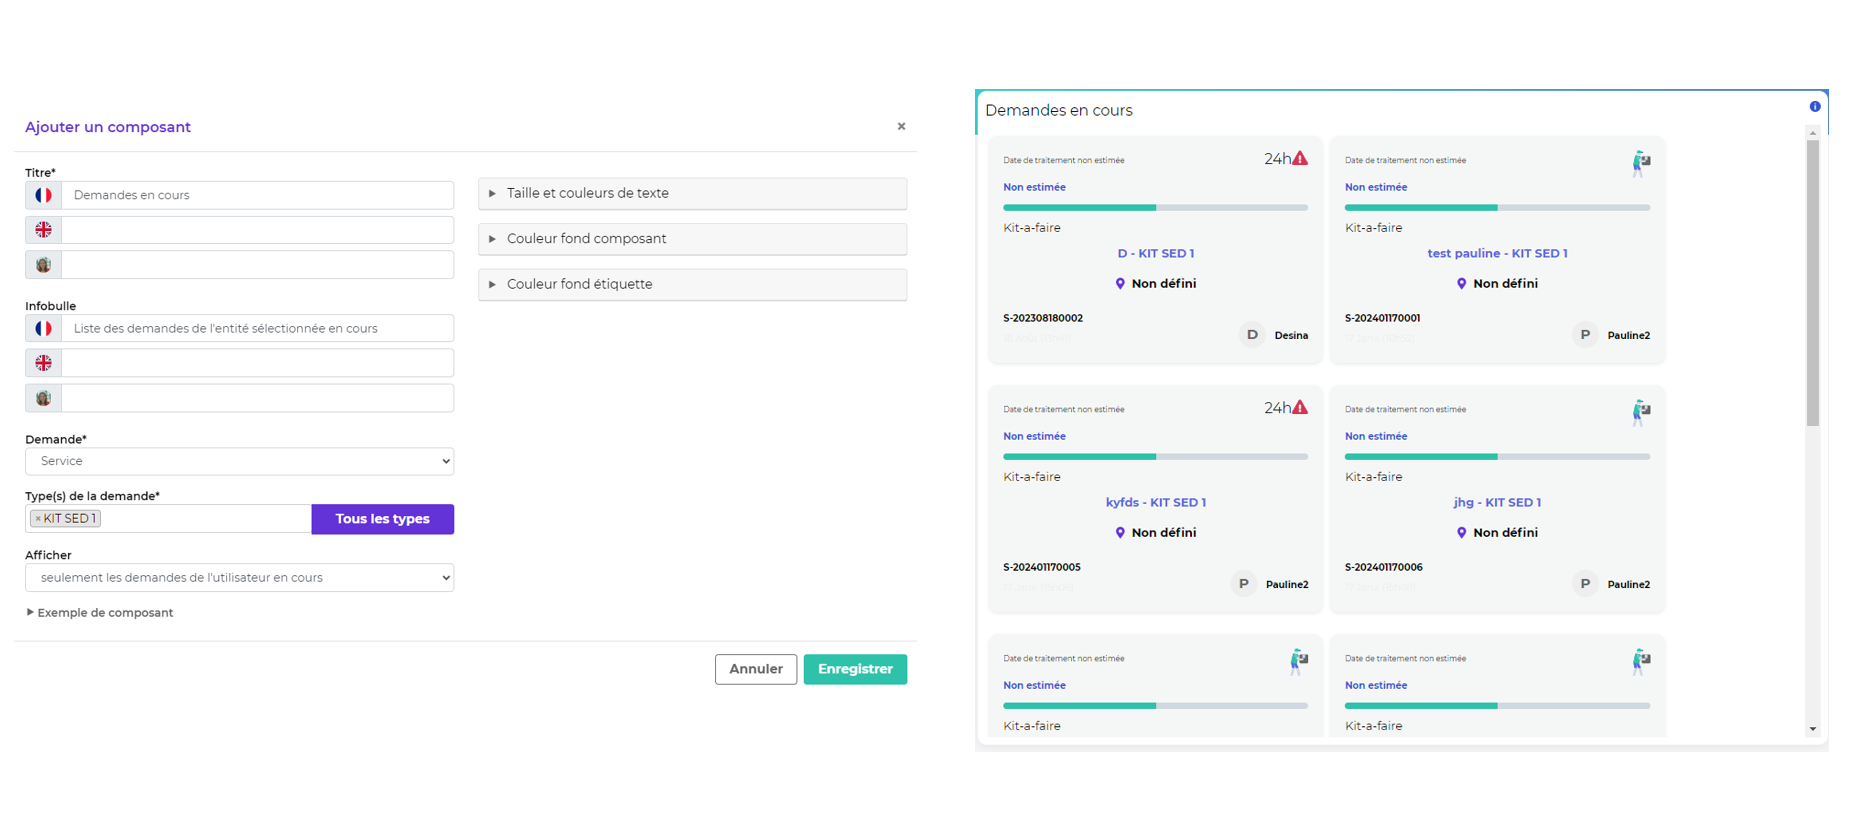 Ajouter un composant
×
Titre*
Demandes en cours
Infobulle
Liste des demandes de l'entité sélectionnée en cours
Demande*
Service
Type(s) de la demande*
× KIT SED 1
Tous les types
Afficher
seulement les demandes de l'utilisateur en cours
Exemple de composant
Taille et couleurs de texte
Couleur fond composant
Couleur fond étiquette
Annuler
Enregistrer
Demandes en cours
i
Date de traitement non estimée
24h
Non estimée
Kit-a-faire
D - KIT SED 1
Non défini
S-202308180002
D
Desina
Date de traitement non estimée
Non estimée
Kit-a-faire
test pauline - KIT SED 1
Non défini
S-202401170001
P
Pauline2
Date de traitement non estimée
24h
Non estimée
Kit-a-faire
kyfds - KIT SED 1
Non défini
S-202401170005
P
Pauline2
Date de traitement non estimée
Non estimée
Kit-a-faire
jhg - KIT SED 1
Non défini
S-202401170006
P
Pauline2
Date de traitement non estimée
Non estimée
Kit-a-faire
Date de traitement non estimée
Non estimée
Kit-a-faire